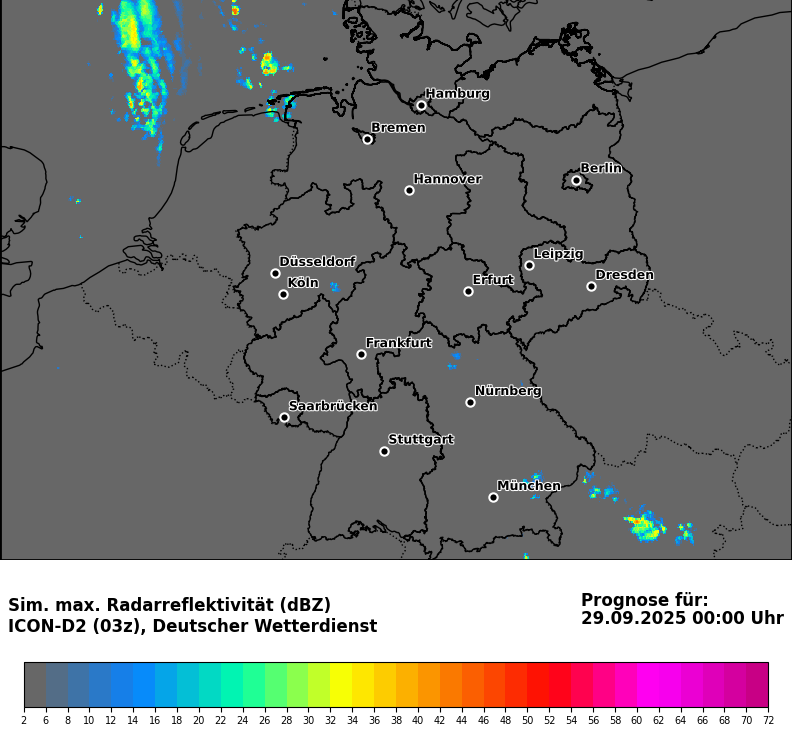 Hamburg
Bremen
Berlin
Hannover
Leipzig
Düsseldorf
Dresden
Erfurt
Köln
Frankfurt
Nürnberg
Saarbrücken
Stuttgart
München
Sim. max. Radarreflektivität (dBZ)
ICON-D2 (03z), Deutscher Wetterdienst
Prognose für:
29.09.2025 00:00 Uhr
2 6 8 10 12 14 16 18 20 22 24 26 28 30 32 34 36 38 40 42 44 46 48 50 52 54 56 58 60 62 64 66 68 70 72